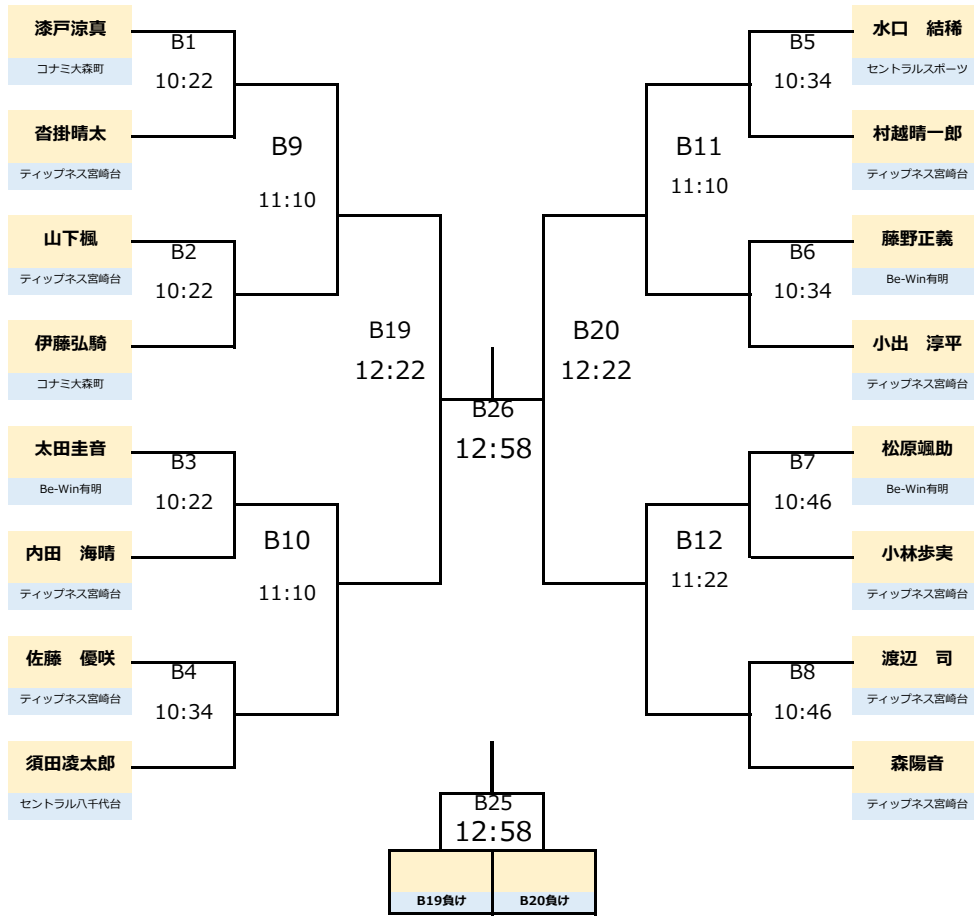 漆戸涼真
コナミ大森町
B1
10:22
沓掛晴太
ティップネス宮崎台
B9
11:10
山下楓
ティップネス宮崎台
B2
10:22
伊藤弘騎
コナミ大森町
B19
12:22
太田圭音
Be-Win有明
B3
10:22
内田　海晴
ティップネス宮崎台
B10
11:10
佐藤　優咲
ティップネス宮崎台
B4
10:34
須田凌太郎
セントラル八千代台
B26
12:58
水口　結稀
セントラルスポーツ
B5
10:34
村越晴一郎
ティップネス宮崎台
B11
11:10
藤野正義
Be-Win有明
B6
10:34
小出　淳平
ティップネス宮崎台
B20
12:22
松原颯助
Be-Win有明
B7
10:46
小林歩実
ティップネス宮崎台
B12
11:22
渡辺　司
ティップネス宮崎台
B8
10:46
森陽音
ティップネス宮崎台
B25
12:58
B19負け
B20負け